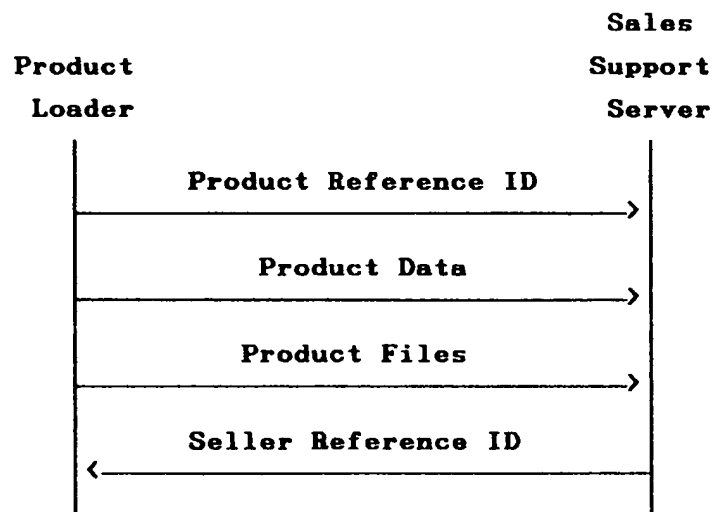 Sales
Product Support
Loader Server
Product Reference ID
Product Data
Product Files
Seller Reference ID